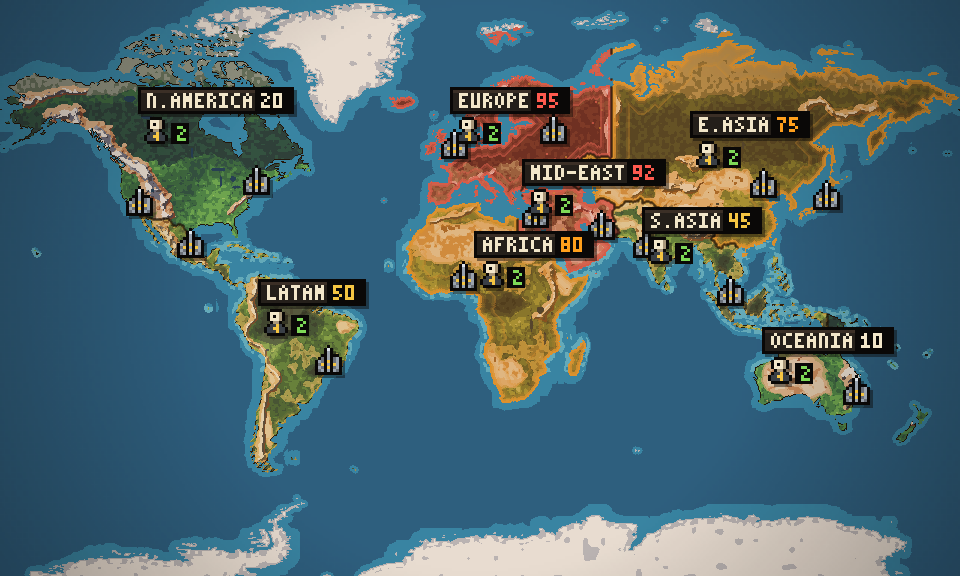 N.AMERICA 20
2
EUROPE 95
2
E.ASIA 75
2
MID-EAST 92
2
S.ASIA 45
2
AFRICA 80
2
LATAM 50
2
OCEANIA 10
2